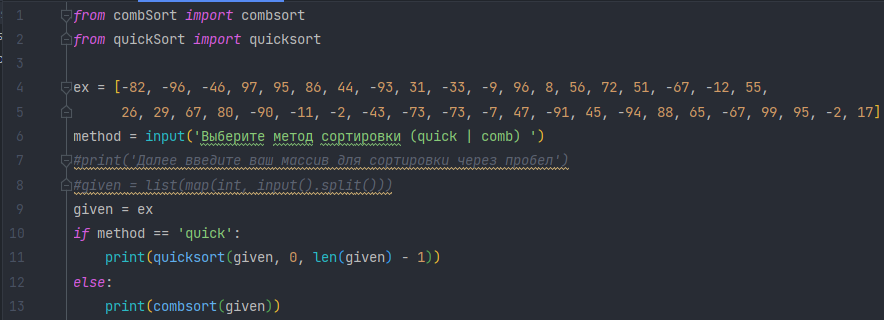 1 from combSort import combsort
2 from quickSort import quicksort
3
4 ex = [-82, -96, -46, 97, 95, 86, 44, -93, 31, -33, -9, 96, 8, 56, 72, 51, -67, -12, 55,
5 26, 29, 67, 80, -90, -11, -2, -43, -73, -73, -7, 47, -91, 45, -94, 88, 65, -67, 99, 95, -2, 17]
6 method = input('Выберите метод сортировки (quick | comb) ')
7 #print('Далее введите ваш массив для сортировки через пробел')
8 #given = list(map(int, input().split()))
9 given = ex
10 if method == 'quick':
11 print(quicksort(given, 0, len(given) - 1))
12 else:
13 print(combsort(given))